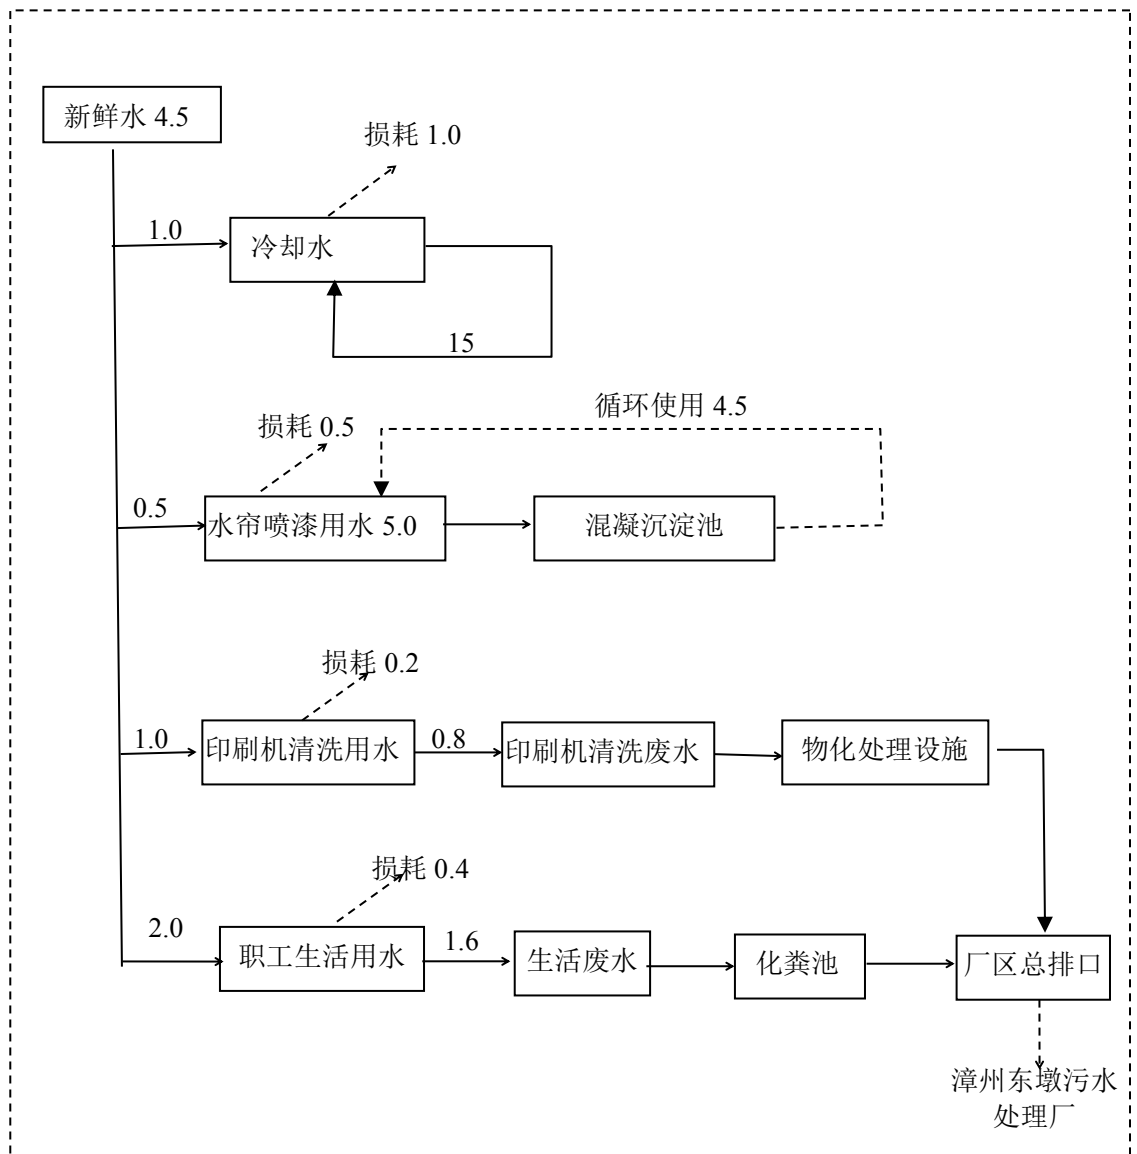 新鲜水 4.5
损耗 1.0
1.0
冷却水
15
循环使用 4.5
损耗 0.5
0.5
水帘喷漆用水 5.0
混凝沉淀池
损耗 0.2
1.0
印刷机清洗用水
0.8
印刷机清洗废水
物化处理设施
损耗 0.4
2.0
职工生活用水
1.6
生活废水
化粪池
厂区总排口
漳州东墩污水
处理厂